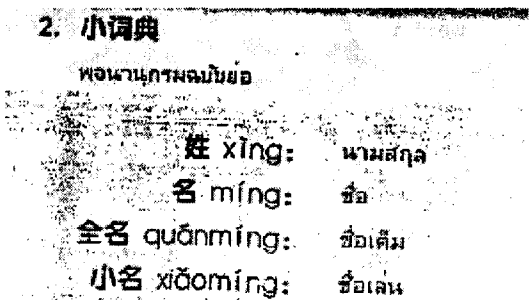 2. 小词典
พจนานุกรมฉบับย่อ
姓 xìng: นามสกุล
名 míng: ชื่อ
全名 quánmíng: ชื่อเต็ม
小名 xiǎomíng: ชื่อเล่น